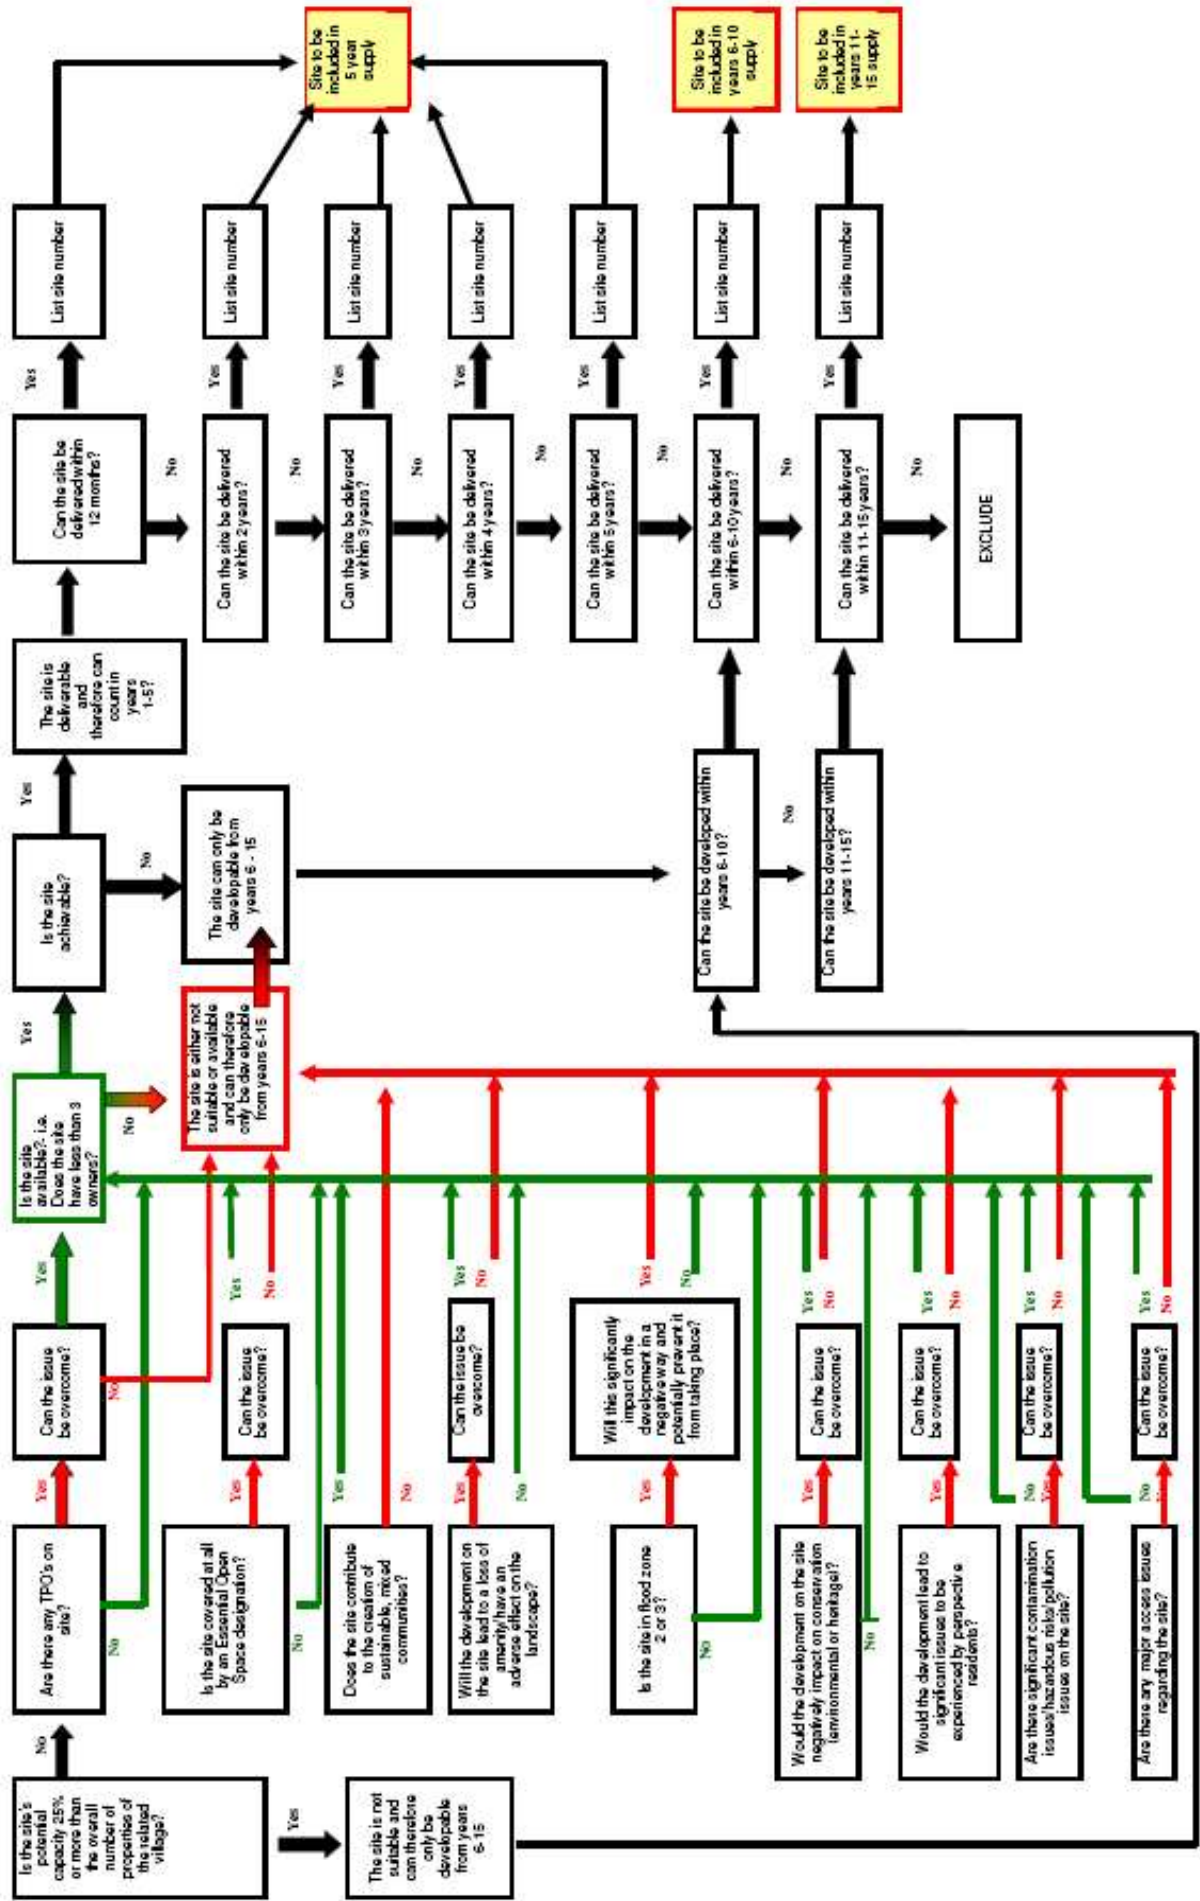 Is the site's
potential
capacity 25%
or more than
the overall
number of
properties of
the related
village?
No
Yes
The site is not
suitable and
can therefore
only be
developable
from years
6-15
Are there any TPO's on
site?
Yes
No
Can the issue
be overcome?
Yes
No
Is the site
available?- i.e.
Does the site
have less than 3
owners?
Yes
No
Is the site
achievable?
Yes
No
The site is
deliverable
and
therefore can
count in
years
1-5?
Can the site be
delivered within
12 months?
Yes
No
List site number
Is the site covered at all
by an Essential Open
Space designation?
Yes
No
Can the issue
be overcome?
Yes
No
The site is either not
suitable or available
and can therefore
only be developable
from years 6-15
The site can only be
developable from
years 6 - 15
Can the site be delivered
within 2 years?
Yes
No
List site number
Site to be
included in
5 year
supply
Does the site contribute
to the creation of
sustainable, mixed
communities?
Yes
No
Can the site be delivered
within 3 years?
Yes
No
List site number
Will the development on
the site lead to a loss of
amenity/have an
adverse effect on the
landscape?
Yes
No
Can the issue be
overcome?
Yes
No
Can the site be delivered
within 4 years?
Yes
No
List site number
Is the site in flood zone
2 or 3?
Yes
No
Will this significantly
impact on the
development in a
negative way and
potentially prevent it
from taking place?
Yes
No
Can the site be delivered
within 5 years?
Yes
No
List site number
Can the site be developed within
years 6-10?
No
Can the site be delivered
within 6-10 years?
Yes
No
List site number
Site to be
included in
years 6-10
supply
Would the development on the site
negatively impact on conservation
(environmental or heritage)?
Yes
No
Can the issue
be overcome?
Yes
No
Can the site be developed within
years 11-15?
Can the site be delivered
within 11-15 years?
Yes
No
List site number
Site to be
included in
years 11-
15 supply
Would the development lead to
significant issues to be
experienced by perspective
residents?
Yes
No
Can the issue
be overcome?
Yes
No
EXCLUDE
Are there significant contamination
issues/hazardous risks/pollution
issues on the site?
Yes
No
Can the issue
be overcome?
Yes
No
Are there any major access issues
regarding the site?
Can the issue
be overcome?
Yes
No